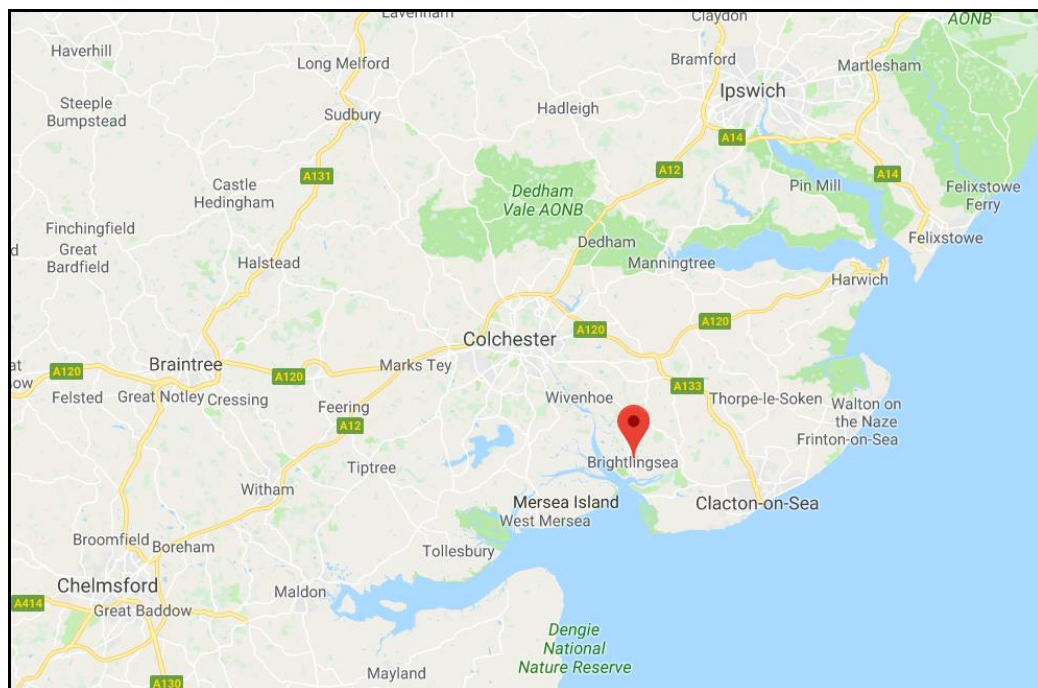 Lavenham
Claydon
AONB
Haverhill
Bramford
Martlesham
Long Melford
Ipswich
Steeple
Bumpstead
Hadleigh
Sudbury
A14
A12
A14
A131
Castle
Hedingham
Dedham
Vale AONB
Pin Mill
Felixstowe
Ferry
Finchingfield
Great
Bardfield
Dedham
Felixstowe
Halstead
Manningtree
Harwich
A120
A120
Colchester
Braintree
Marks Tey
A120
A120
A133
Felsted
Great Notley
Cressing
Feering
Wivenhoe
Thorpe-le-Soken
Walton on
the Naze
Frinton-on-Sea
A12
Tiptree
Brightlingsea
Witham
Mersea Island
West Mersea
Clacton-on-Sea
Broomfield
Boreham
Tollesbury
Chelmsford
Maldon
A414
Great Baddow
Dengie
National
Nature Reserve
Mayland
A130